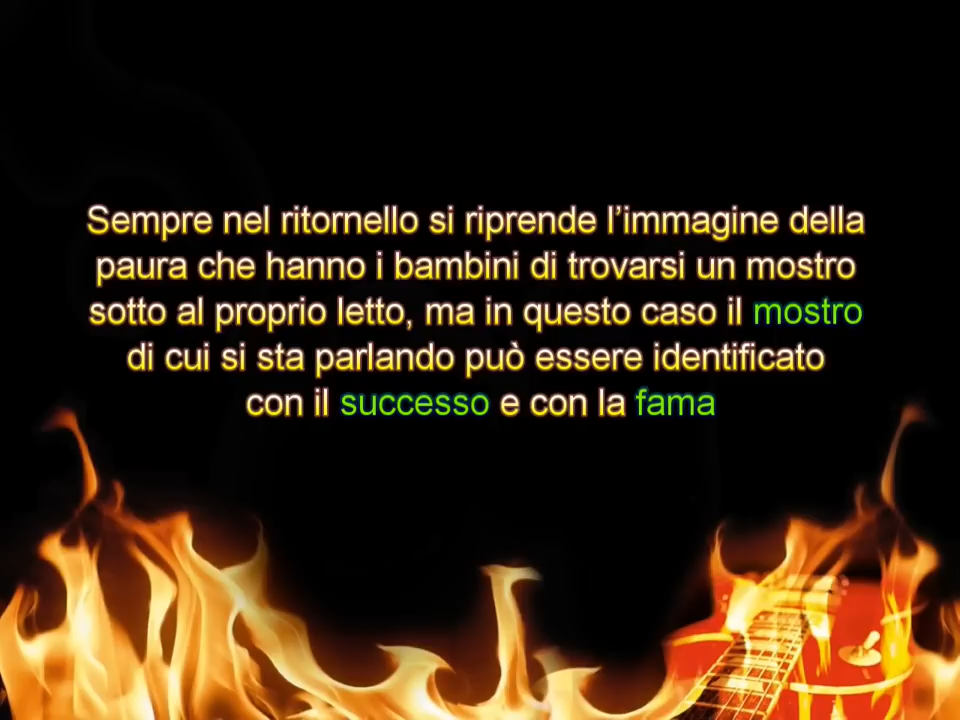 Sempre nel ritornello si riprende l’immagine della
paura che hanno i bambini di trovarsi un mostro
sotto al proprio letto, ma in questo caso il mostro
di cui si sta parlando può essere identificato
con il successo e con la fama